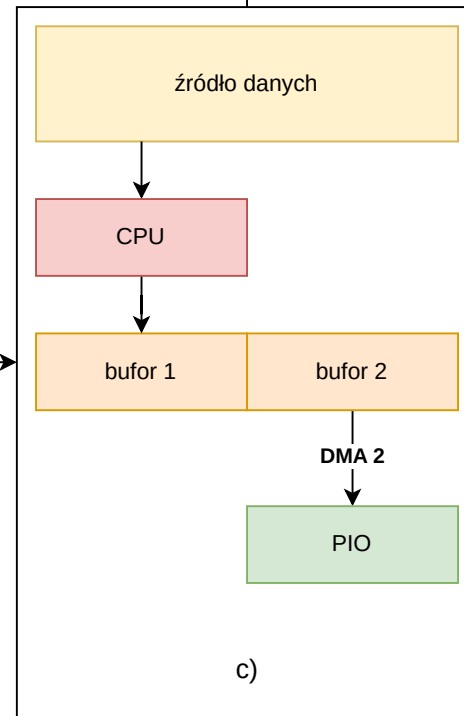 źródło danych
CPU
bufor 1
bufor 2
DMA 2
PIO
c)